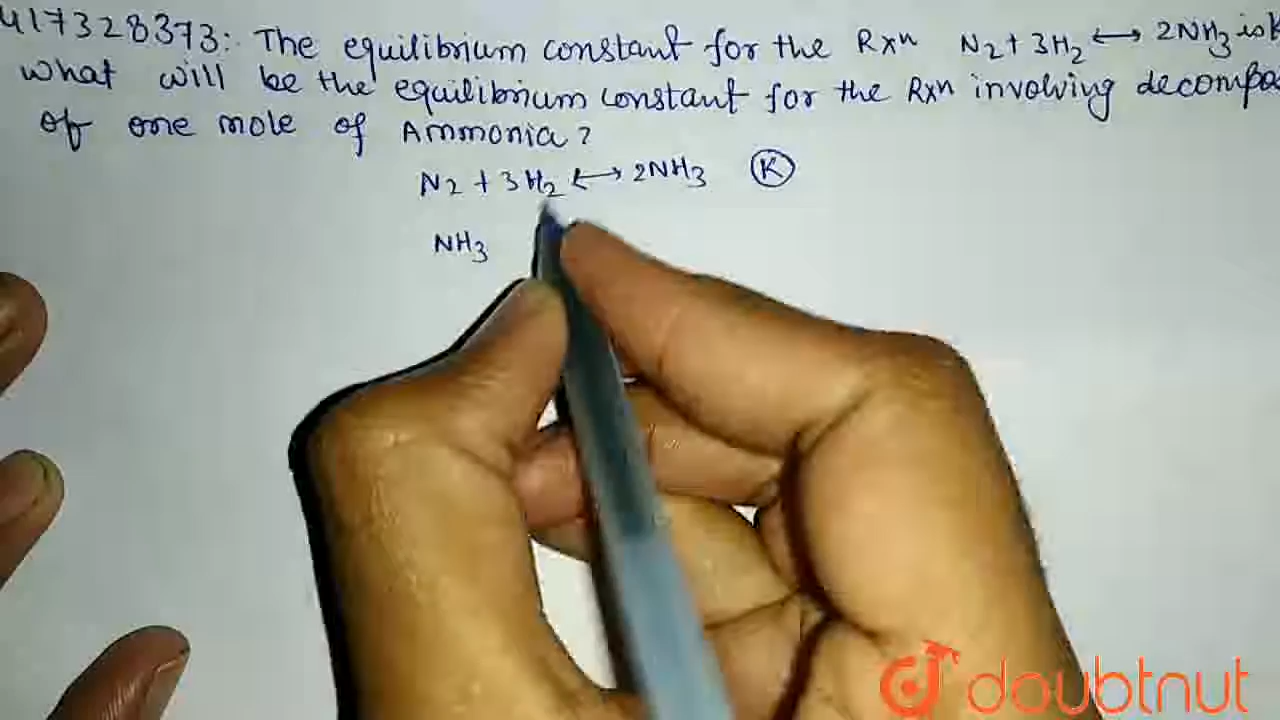 417328373:- The equilibrium constant for the Rxn N2 + 3H2 ⟷ 2NH3 is K
What will be the equilibrium constant for the Rxn involving decompos
of one mole of Ammonia?
N2 + 3H2 ⟷ 2NH3 K
NH3
doubtnut